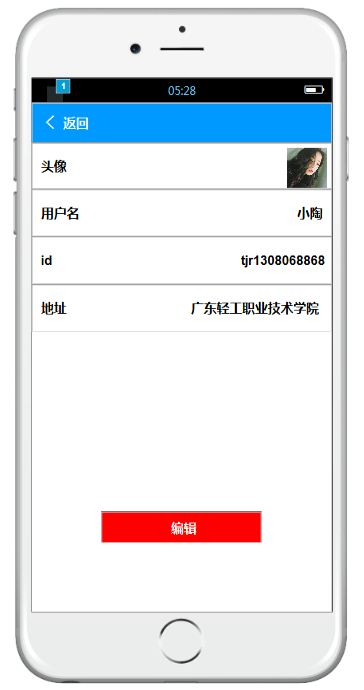 1
05:28
返回
头像
用户名 小陶
id tjr1308068868
地址 广东轻工职业技术学院
编辑